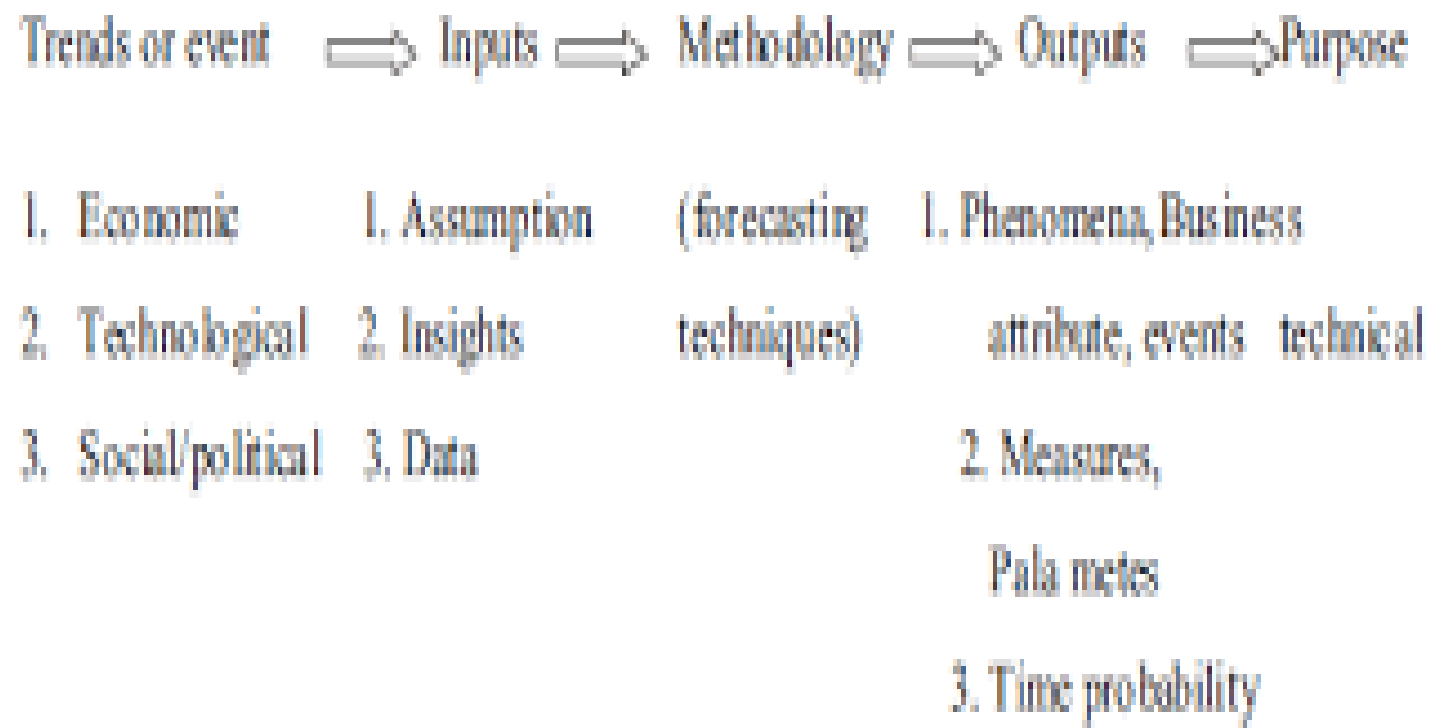 Trends or event Inputs Methodology Outputs Purpose
1. Economic 1. Assumption (forecasting 1. Phenomena, Business
2. Technological 2. Insights techniques) attribute, events technical
3. Social/political 3. Data 2. Measures,
Pala metes
3. Time probability